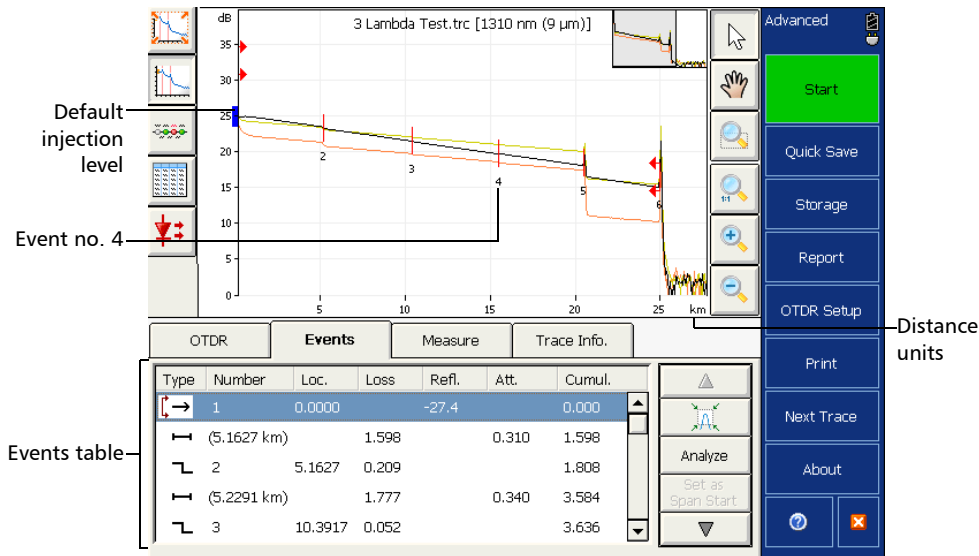 dB
3 Lambda Test.trc [1310 nm (9 µm)]
35
30
25
20
15
10
5
0
2
3
4
5
6
5
10
15
20
25
km
Default
injection
level
Event no. 4
Distance
units
Events table
1:1
Advanced
Start
Quick Save
Storage
Report
OTDR Setup
Print
Next Trace
About
OTDR
Events
Measure
Trace Info.
Type Number Loc. Loss Refl. Att. Cumul.
1 0.0000 -27.4 0.000
(5.1627 km) 1.598 0.310 1.598
2 5.1627 0.209 1.808
(5.2291 km) 1.777 0.340 3.584
3 10.3917 0.052 3.636
Analyze
Set as
Span Start
?